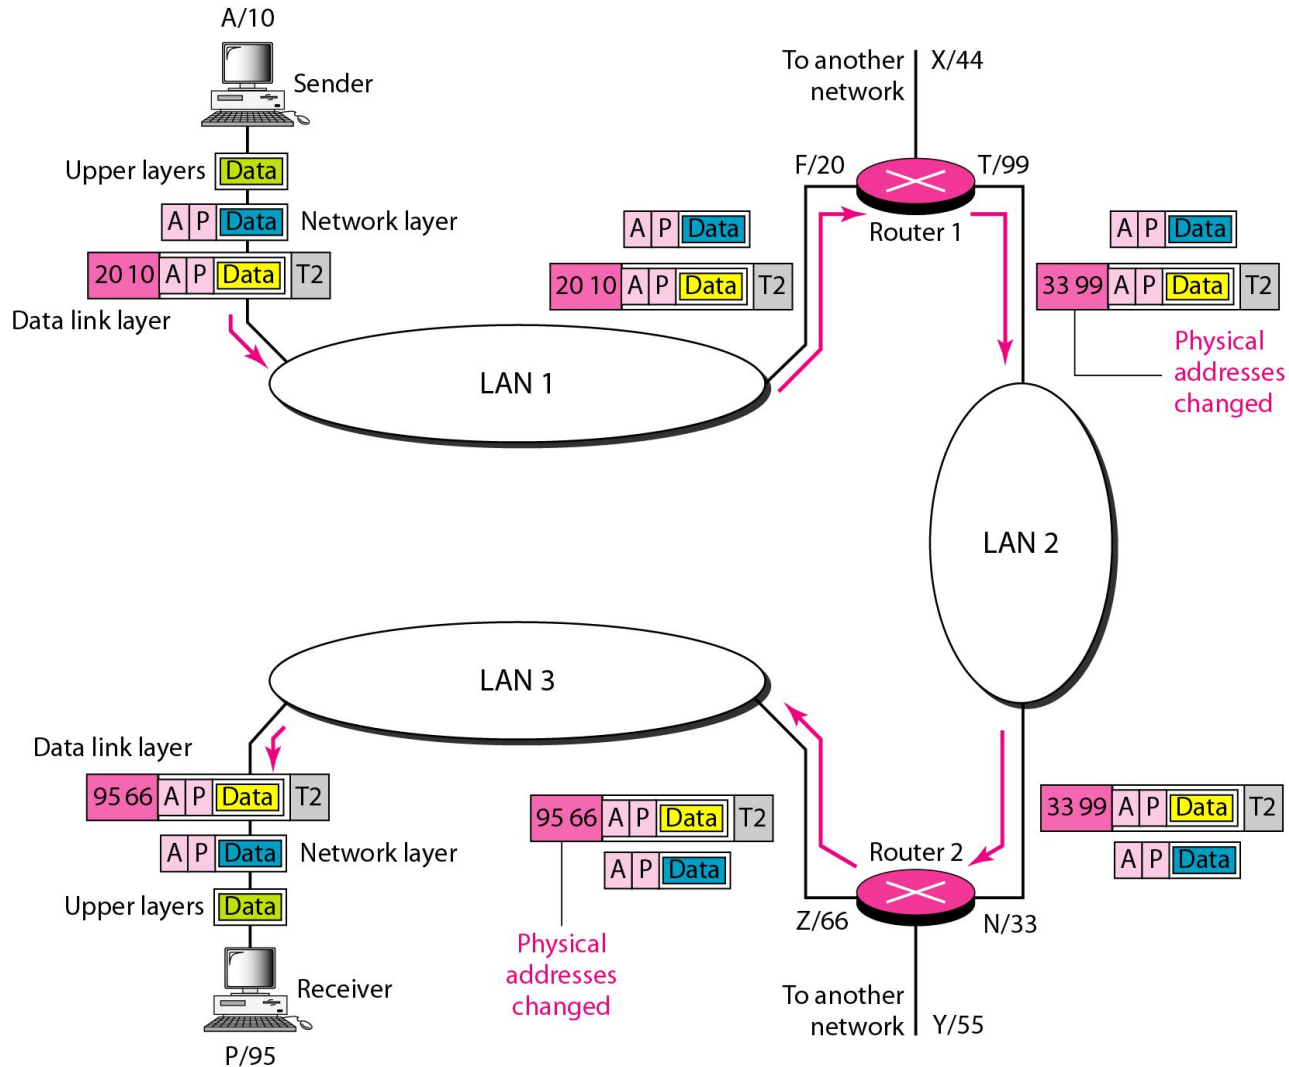 A/10
Sender
Upper layers
Data
A P Data
Network layer
20 10 A P Data T2
Data link layer
LAN 1
To another
network
X/44
F/20
T/99
Router 1
A P Data
20 10 A P Data T2
A P Data
33 99 A P Data T2
Physical
addresses
changed
LAN 2
LAN 3
Data link layer
95 66 A P Data T2
A P Data
Network layer
Upper layers
Data
Receiver
P/95
95 66 A P Data T2
A P Data
Physical
addresses
changed
Router 2
Z/66
N/33
33 99 A P Data T2
A P Data
To another
network
Y/55